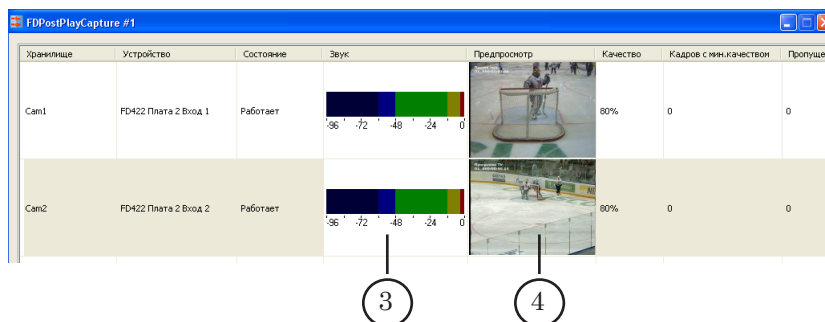 FDPostPlayCapture #1
Хранилище Устройство Состояние Звук Предпросмотр Качество Кадров с мин.качеством Пропуще
Cam1 FD422 Плата 2 Вход 1 Работает 80% 0 0
-96 -72 -48 -24 0
Cam2 FD422 Плата 2 Вход 2 Работает 80% 0 0
-96 -72 -48 -24 0
3 4